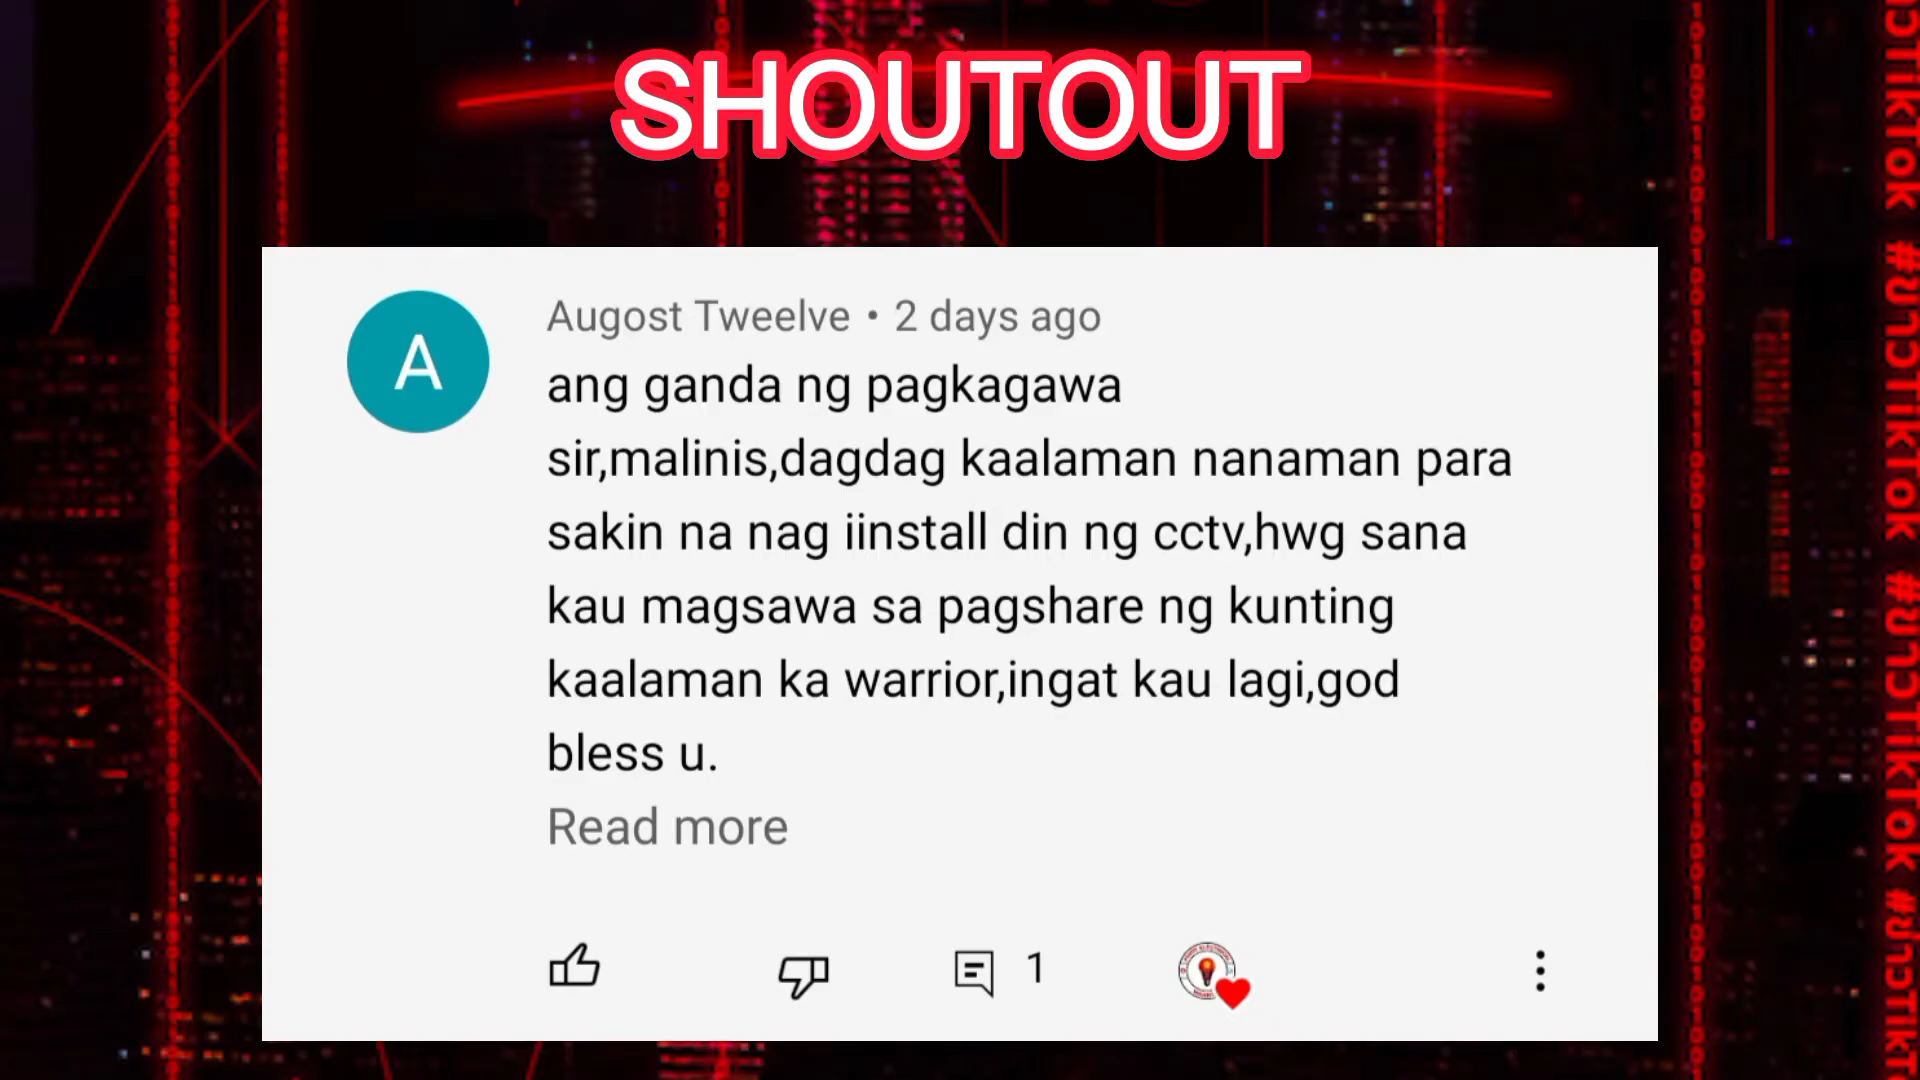 SHOUTOUT
A
Augost Tweelve • 2 days ago
ang ganda ng pagkagawa
sir,malinis,dagdag kaalaman nanaman para
sakin na nag iinstall din ng cctv,hwg sana
kau magsawa sa pagshare ng kunting
kaalaman ka warrior,ingat kau lagi,god
bless u.
Read more
1